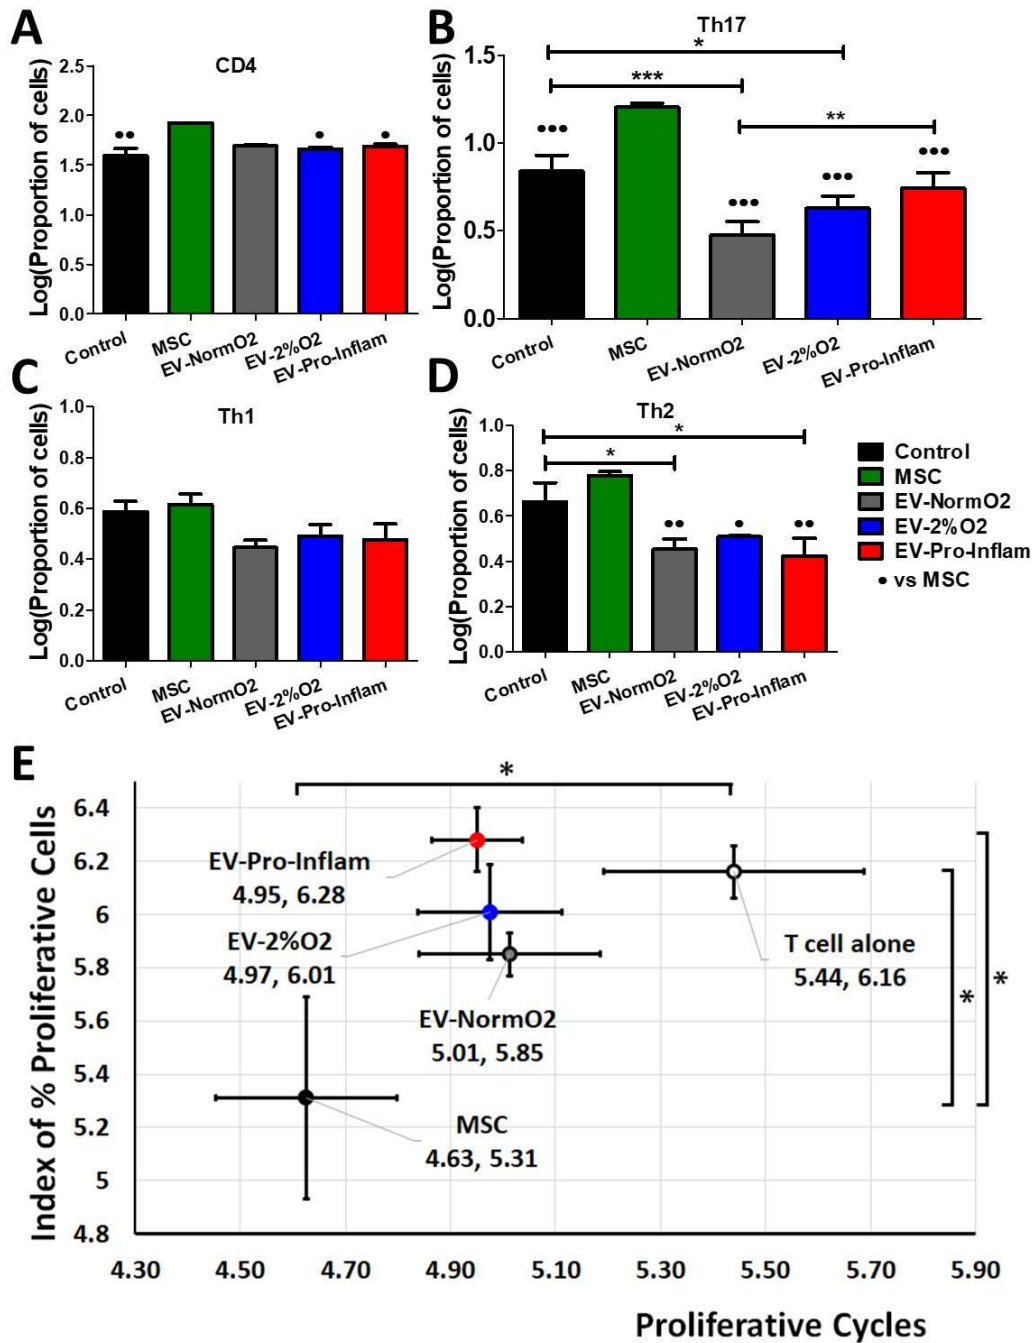 A
CD4
Log(Proportion of cells)
2.5
2.0
1.5
1.0
0.5
0.0
•• • •
Control
MSC
EV-NormO2
EV-2%O2
EV-Pro-Inflam
B
Th17
Log(Proportion of cells)
1.5
1.0
0.5
0.0
*
***
**
••• ••• ••• •••
Control
MSC
EV-NormO2
EV-2%O2
EV-Pro-Inflam
C
Th1
Log(Proportion of cells)
1.0
0.8
0.6
0.4
0.2
0.0
Control
MSC
EV-NormO2
EV-2%O2
EV-Pro-Inflam
D
Th2
Log(Proportion of cells)
1.0
0.8
0.6
0.4
0.2
0.0
*
*
•• • ••
Control
MSC
EV-NormO2
EV-2%O2
EV-Pro-Inflam
Control
MSC
EV-NormO2
EV-2%O2
EV-Pro-Inflam
• vs MSC
E
Index of % Proliferative Cells
6.4
6.2
6
5.8
5.6
5.4
5.2
5
4.8
*
EV-Pro-Inflam
4.95, 6.28
EV-2%O2
4.97, 6.01
EV-NormO2
5.01, 5.85
T cell alone
5.44, 6.16
MSC
4.63, 5.31
*
*
4.30 4.50 4.70 4.90 5.10 5.30 5.50 5.70 5.90
Proliferative Cycles